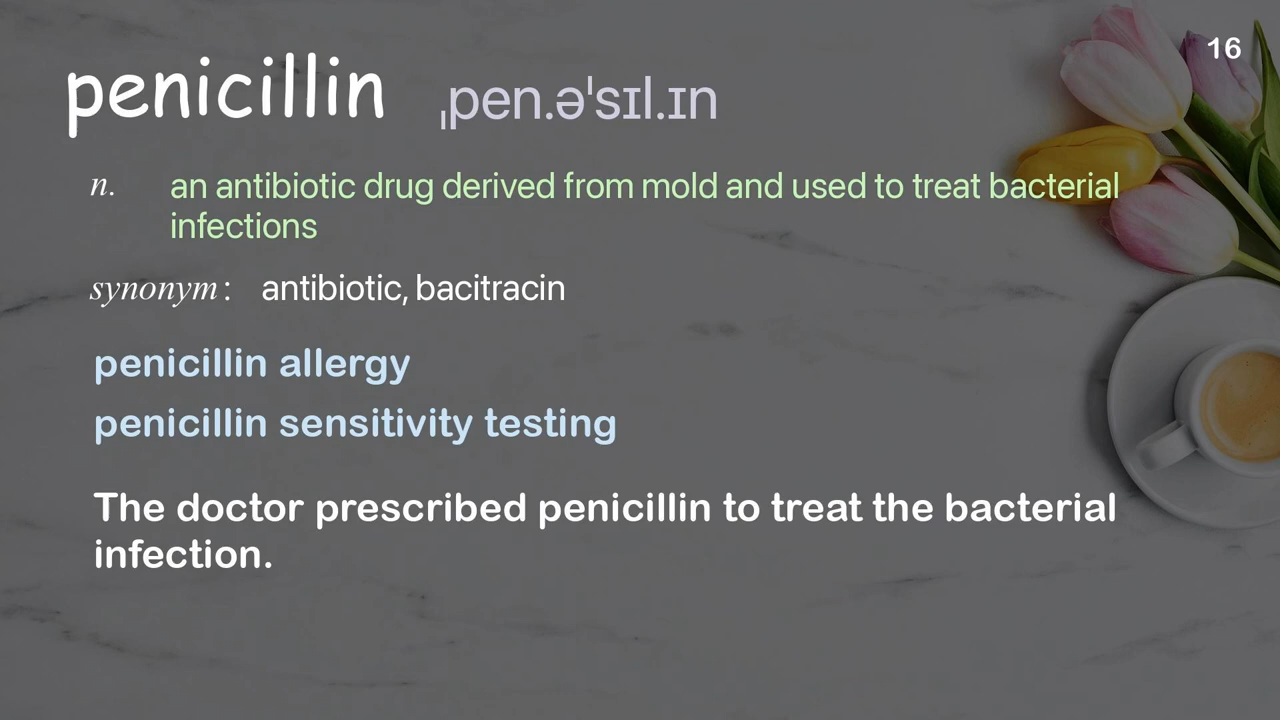 16
penicillin ˌpen.əˈsɪl.ɪn
n. an antibiotic drug derived from mold and used to treat bacterial
infections
synonym : antibiotic, bacitracin
penicillin allergy
penicillin sensitivity testing
The doctor prescribed penicillin to treat the bacterial
infection.